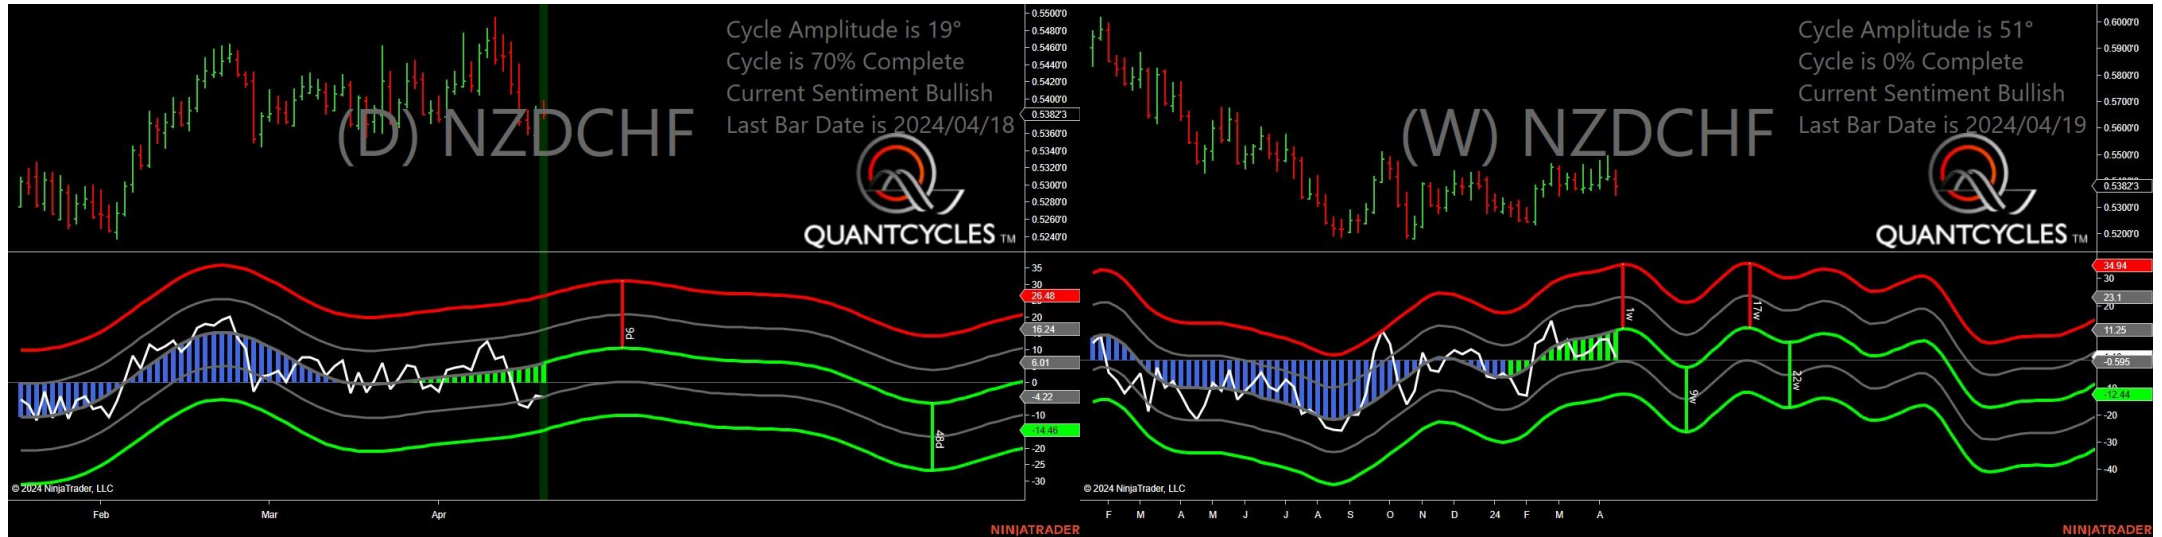 Cycle Amplitude is 19°
Cycle is 70% Complete
Current Sentiment Bullish
Last Bar Date is 2024/04/18
(D) NZDCHF
QUANTCYCLES TM
0.5500'0
0.5480'0
0.5460'0
0.5440'0
0.5420'0
0.5400'0
0.5382'3
0.5360'0
0.5340'0
0.5320'0
0.5300'0
0.5280'0
0.5260'0
0.5240'0
35
30
26.48
20
16.24
10
6.01
0
-4.22
-10
-14.46
-20
-25
-30
9d
48d
© 2024 NinjaTrader, LLC
Feb Mar Apr
NINJATRADER
Cycle Amplitude is 51°
Cycle is 0% Complete
Current Sentiment Bullish
Last Bar Date is 2024/04/19
(W) NZDCHF
QUANTCYCLES TM
0.6000'0
0.5900'0
0.5800'0
0.5700'0
0.5600'0
0.5500'0
0.5382'3
0.5300'0
0.5200'0
34.94
30
23.1
20
11.25
-0.595
-12.44
-20
-30
-40
1w
17w
9w
22w
© 2024 NinjaTrader, LLC
F M A M J J A S O N D 24 F M A
NINJATRADER